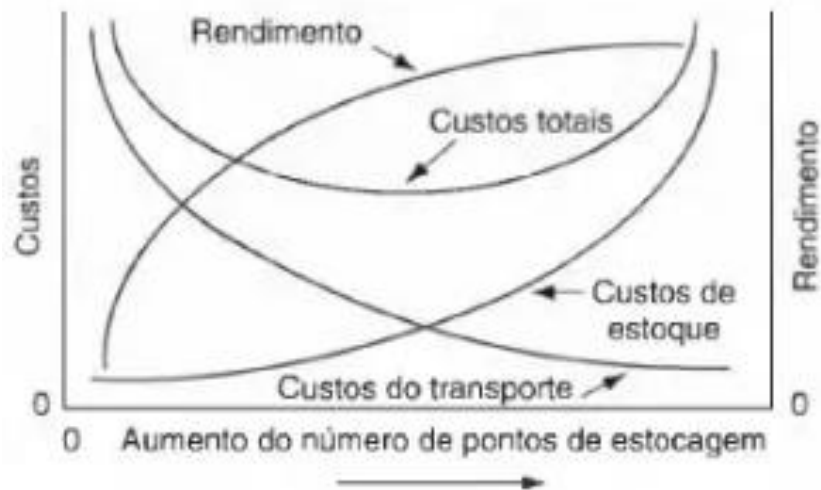 Rendimento
Custos totais
Custos
Rendimento
Custos de
estoque
Custos do transporte
0
0
0
Aumento do número de pontos de estocagem